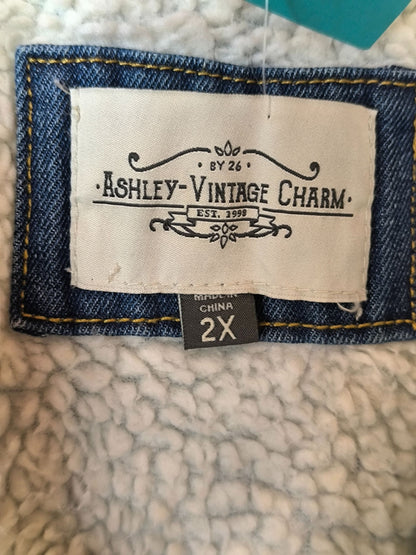 • BY 26 •
• ASHLEY-VINTAGE CHARM •
EST. 1998
MADE IN
CHINA
2X